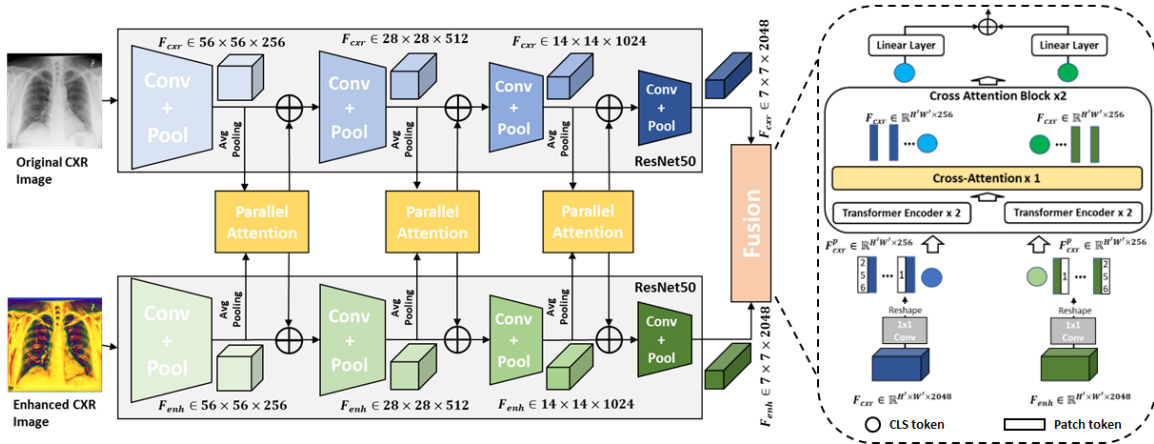 F_cxr ∈ 56 × 56 × 256
F_cxr ∈ 28 × 28 × 512
F_cxr ∈ 14 × 14 × 1024
Conv
+
Pool
Conv
+
Pool
Conv
+
Pool
Conv
+
Pool
Avg
Pooling
Avg
Pooling
Avg
Pooling
ResNet50
F_cxr ∈ 7 × 7 × 2048
Original CXR
Image
Parallel
Attention
Parallel
Attention
Parallel
Attention
Fusion
ResNet50
Avg
Pooling
Avg
Pooling
Avg
Pooling
Conv
+
Pool
Conv
+
Pool
Conv
+
Pool
Conv
+
Pool
F_enh ∈ 56 × 56 × 256
F_enh ∈ 28 × 28 × 512
F_enh ∈ 14 × 14 × 1024
F_enh ∈ 7 × 7 × 2048
Enhanced CXR
Image
Linear Layer
Linear Layer
Cross Attention Block x2
F_cxr ∈ ℝ^{H′W′×256}
F_cxr ∈ ℝ^{H′W′×256}
...
...
Cross-Attention x 1
Transformer Encoder x 2
Transformer Encoder x 2
F^p_cxr ∈ ℝ^{H′W′×256}
F^p_cxr ∈ ℝ^{H′W′×256}
2
5
6
...
1
1
...
2
5
6
Reshape
Reshape
1x1
Conv
1x1
Conv
F_cxr ∈ ℝ^{H′×W′×2048}
F_enh ∈ ℝ^{H′×W′×2048}
CLS token
Patch token